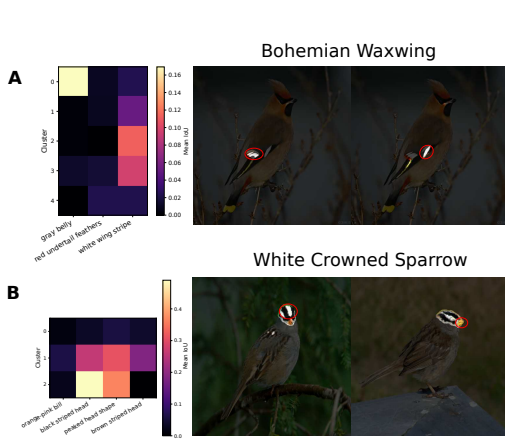 Bohemian Waxwing
A
0
1
2
3
4
Cluster
gray belly
red undertail feathers
white wing stripe
0.16
0.14
0.12
0.10
0.08
0.06
0.04
0.02
0.00
Mean IoU
White Crowned Sparrow
B
0
1
2
Cluster
orange-pink bill
black striped head
peaked head shape
brown striped head
0.4
0.3
0.2
0.1
0.0
Mean IoU